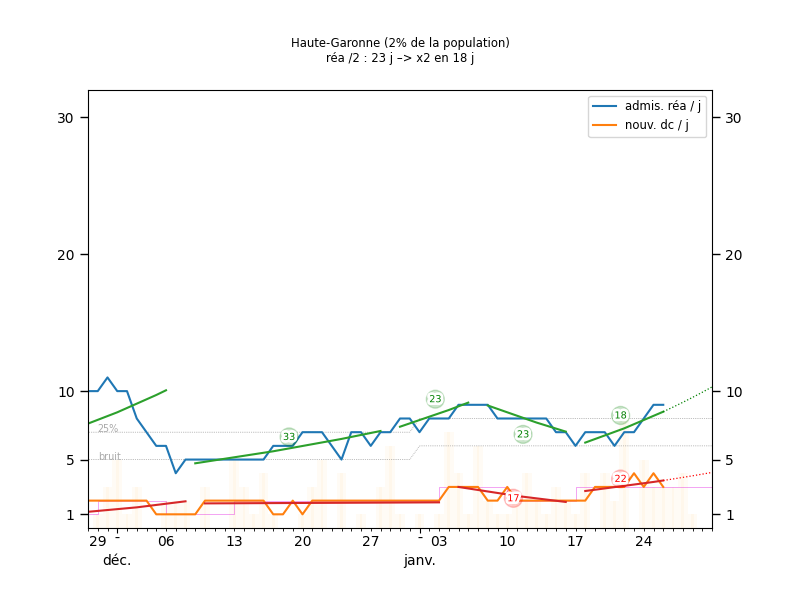 Haute-Garonne (2% de la population)
réa /2 : 23 j –> x2 en 18 j
admis. réa / j
nouv. dc / j
30 30
20 20
10 10
5 5
1 1
25%
bruit
33
23
23
18
17
22
29 - 06 13 20 27 - 03 10 17 24
déc. janv.